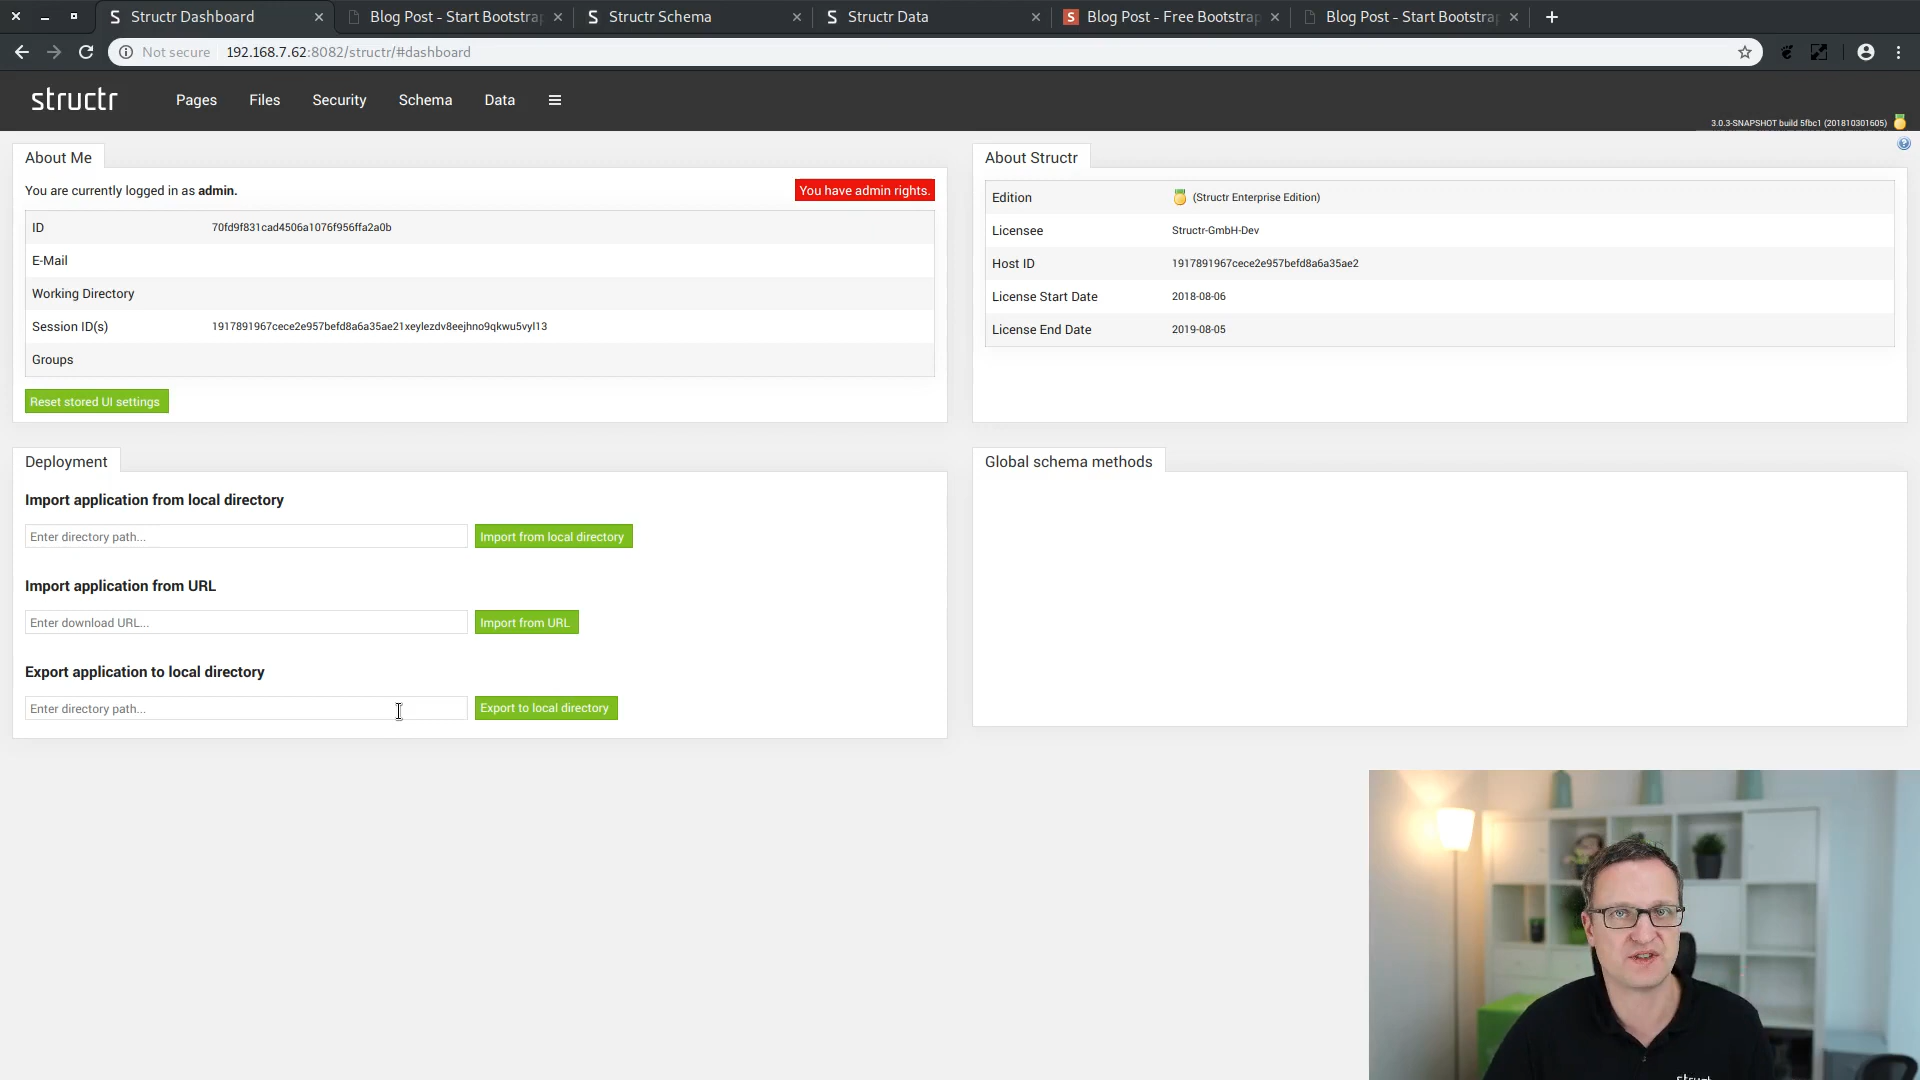 Structr Dashboard
Blog Post - Start Bootstrap
Structr Schema
Structr Data
Blog Post - Free Bootstrap
Blog Post - Start Bootstrap
Not secure 192.168.7.62:8082/structr/#dashboard
structr
Pages
Files
Security
Schema
Data
3.0.3-SNAPSHOT build 5fbc1 (201810301605)
About Me
You are currently logged in as admin.
You have admin rights.
ID 70fd9f831cad4506a1076f956ffa2a0b
E-Mail
Working Directory
Session ID(s) 1917891967cece2e957befd8a6a35ae21xeylezdv8eejhno9qkwu5vyl13
Groups
Reset stored UI settings
About Structr
Edition (Structr Enterprise Edition)
Licensee Structr-GmbH-Dev
Host ID 1917891967cece2e957befd8a6a35ae2
License Start Date 2018-08-06
License End Date 2019-08-05
Deployment
Import application from local directory
Enter directory path... Import from local directory
Import application from URL
Enter download URL... Import from URL
Export application to local directory
Enter directory path... Export to local directory
Global schema methods